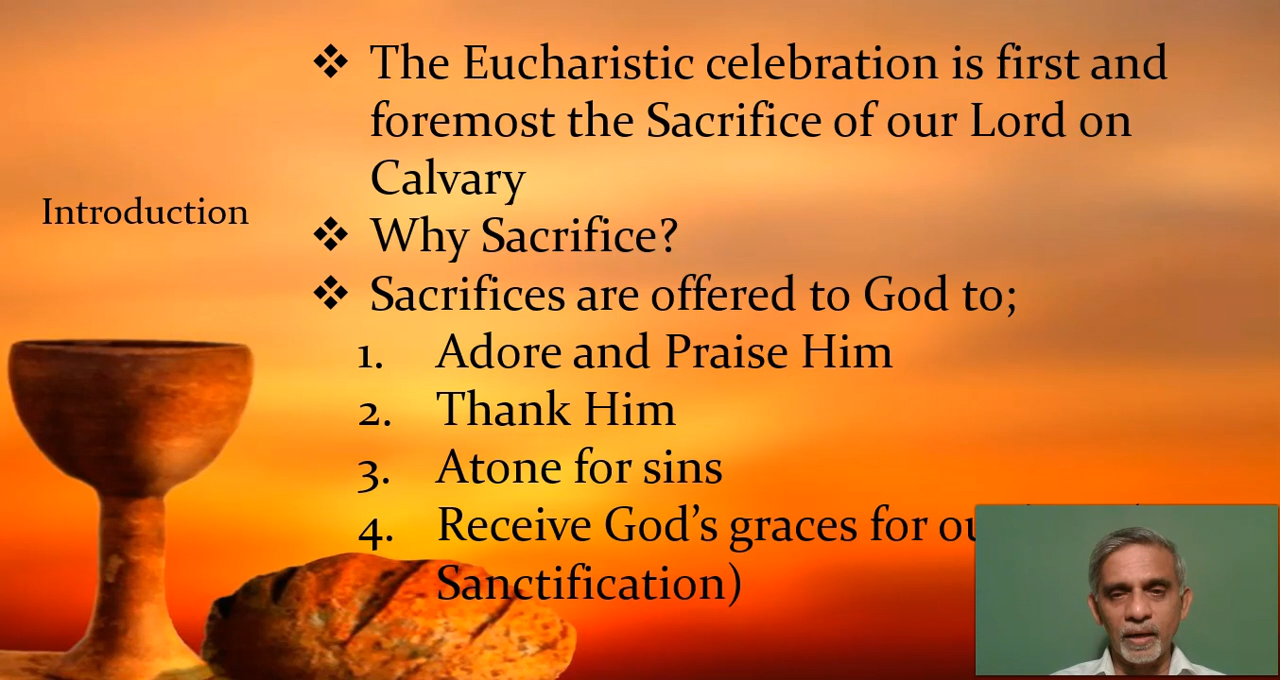 Introduction
❖ The Eucharistic celebration is first and
foremost the Sacrifice of our Lord on
Calvary
❖ Why Sacrifice?
❖ Sacrifices are offered to God to;
1. Adore and Praise Him
2. Thank Him
3. Atone for sins
4. Receive God’s graces for
Sanctification)